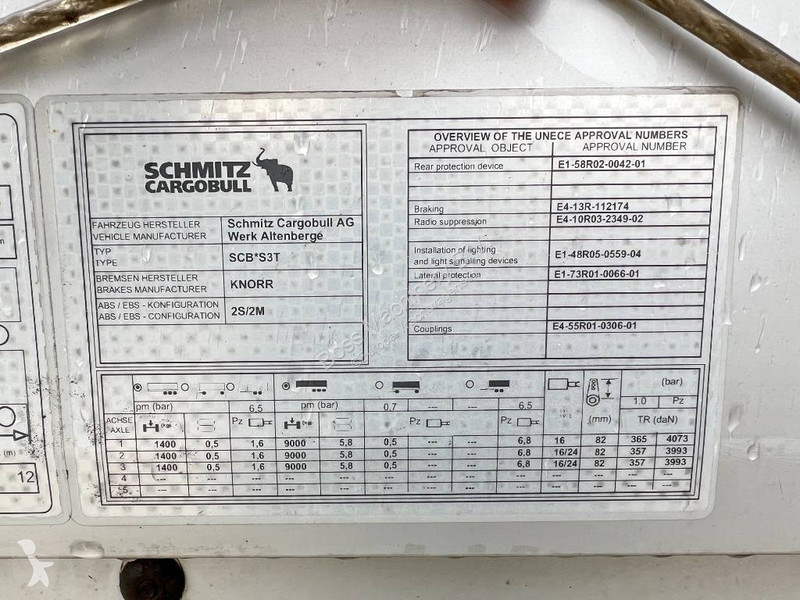 SCHMITZ
CARGOBULL
FAHRZEUG HERSTELLER
VEHICLE MANUFACTURER
Schmitz Cargobull AG
Werk Altenberge
TYP
TYPE
SCB*S3T
BREMSEN HERSTELLER
BRAKES MANUFACTURER
KNORR
ABS / EBS - KONFIGURATION
ABS / EBS - CONFIGURATION
2S/2M
OVERVIEW OF THE UNECE APPROVAL NUMBERS
APPROVAL OBJECT APPROVAL NUMBER
Rear protection device E1-58R02-0042-01
Braking E4-13R-112174
Radio suppression E4-10R03-2349-02
Installation of lighting
and light signalling devices E1-48R05-0559-04
Lateral protection E1-73R01-0066-01
Couplings E4-55R01-0306-01
(bar)
pm (bar) 6,5 pm (bar) 0,7 --- --- 6.5 1.0 Pz
ACHSE
AXLE
Pz Pz Pz (mm) TR (daN)
1 1400 0,5 1,6 9000 5,8 0,5 --- --- 6,8 16 82 365 4073
2 1400 0,5 1,6 9000 5,8 0,5 --- --- 6,8 16/24 82 357 3993
3 1400 0,5 1,6 9000 5,8 0,5 --- --- 6,8 16/24 82 357 3993
4 --- --- --- --- --- --- --- --- --- --- --- --- ---
5 --- --- --- --- --- --- --- --- --- --- --- --- ---
m
(m)
12